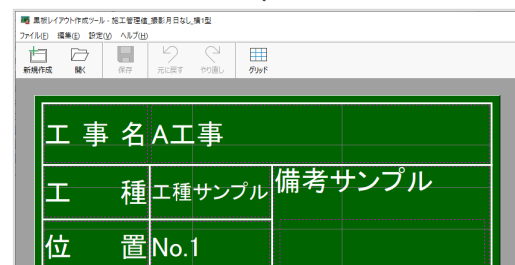 黒板レイアウト作成ツール - 施工管理値_撮影月日なし_横1型
ファイル(F) 編集(E) 設定(V) ヘルプ(H)
新規作成 開く 保存 元に戻す やり直し グリッド
工事名 A工事
工種 工種サンプル 備考サンプル
位置 No.1